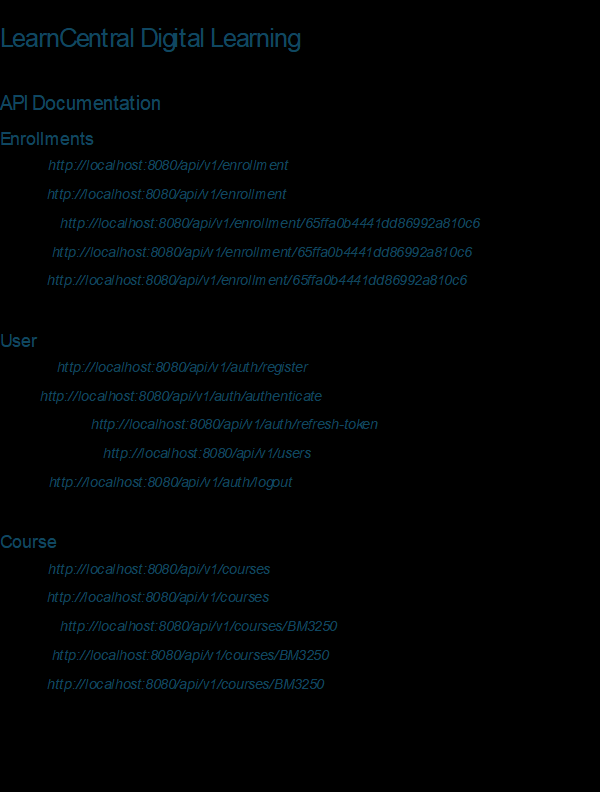 LearnCentral Digital Learning
API Documentation
Enrollments
http://localhost:8080/api/v1/enrollment
http://localhost:8080/api/v1/enrollment
http://localhost:8080/api/v1/enrollment/65ffa0b4441dd86992a810c6
http://localhost:8080/api/v1/enrollment/65ffa0b4441dd86992a810c6
http://localhost:8080/api/v1/enrollment/65ffa0b4441dd86992a810c6
User
http://localhost:8080/api/v1/auth/register
http://localhost:8080/api/v1/auth/authenticate
http://localhost:8080/api/v1/auth/refresh-token
http://localhost:8080/api/v1/users
http://localhost:8080/api/v1/auth/logout
Course
http://localhost:8080/api/v1/courses
http://localhost:8080/api/v1/courses
http://localhost:8080/api/v1/courses/BM3250
http://localhost:8080/api/v1/courses/BM3250
http://localhost:8080/api/v1/courses/BM3250